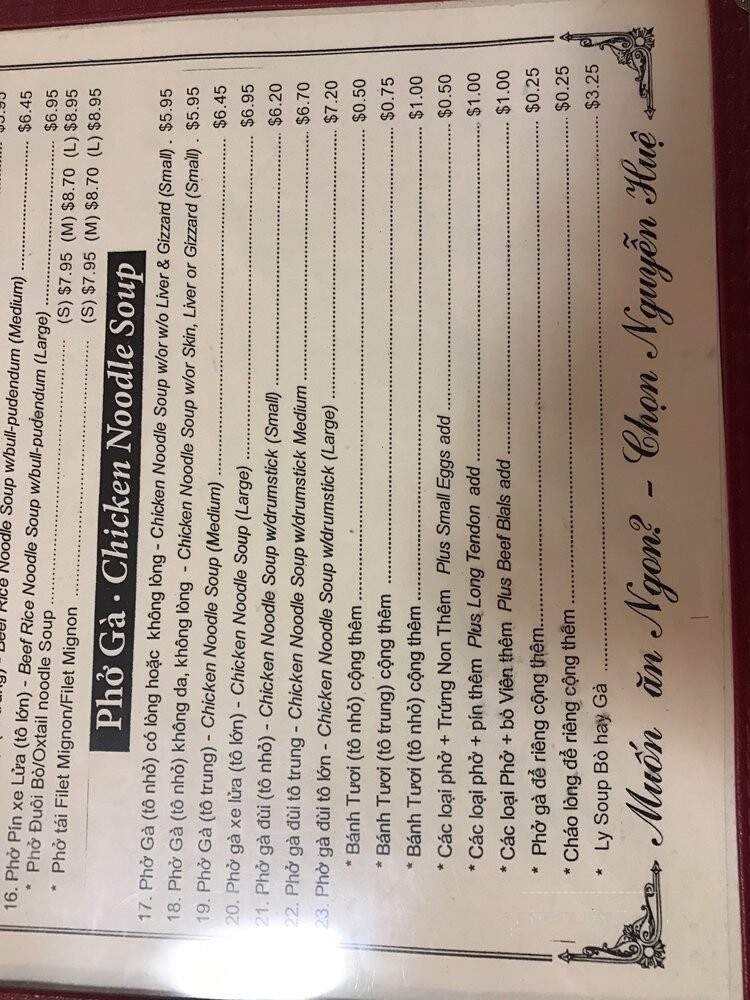 $5.95
16. Phở Pín xe Lửa (tô lớn) - Beef Rice Noodle Soup w/bull-pudendum (Medium) $6.45
* Phở Đuôi Bò/Oxtail noodle Soup w/bull-pudendum (Large) $6.95
(S) $7.95 (M) $8.70 (L) $8.95
* Phở tái Filet Mignon/Filet Mignon (S) $7.95 (M) $8.70 (L) $8.95
Phở Gà · Chicken Noodle Soup
17. Phở Gà (tô nhỏ) có lòng hoặc không lòng - Chicken Noodle Soup w/or w/o Liver & Gizzard (Small) . $5.95
18. Phở Gà (tô nhỏ) không da, không lòng - Chicken Noodle Soup w/or Skin, Liver or Gizzard (Small) . $5.95
19. Phở Gà (tô trung) - Chicken Noodle Soup (Medium) $6.45
20. Phở gà xe lửa (tô lớn) - Chicken Noodle Soup (Large) $6.95
21. Phở gà đùi (tô nhỏ) - Chicken Noodle Soup w/drumstick (Small) $6.20
22. Phở gà đùi tô trung - Chicken Noodle Soup w/drumstick Medium $6.70
23. Phở gà đùi tô lớn - Chicken Noodle Soup w/drumstick (Large) $7.20
* Bánh Tươi (tô nhỏ) cộng thêm $0.50
* Bánh Tươi (tô trung) cộng thêm $0.75
* Bánh Tươi (tô nhỏ) cộng thêm $1.00
* Các loại phở + Trứng Non Thêm Plus Small Eggs add $0.50
* Các loại phở + pín thêm Plus Long Tendon add $1.00
* Các loại Phở + bò Viên thêm Plus Beef Blals add $1.00
* Phở gà để riêng cộng thêm $0.25
* Cháo lòng để riêng cộng thêm $0.25
* Ly Soup Bò hay Gà $3.25
Muốn ăn Ngon? - Chọn Nguyễn Huệ